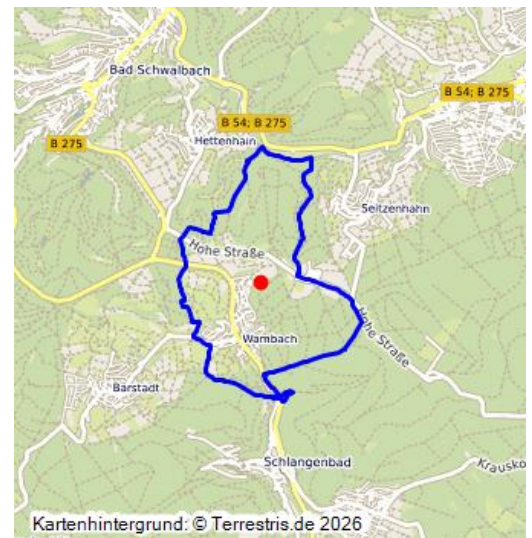 Bad Schwalbach
B 54; B 275
B 54; B 275
Hettenhain
B 275
Seitzenhahn
Hohe Straße
Wambach
Hohe Straße
Barstadt
Schlangenbad
Krausko
Kartenhintergrund: © Terrestris.de 2026